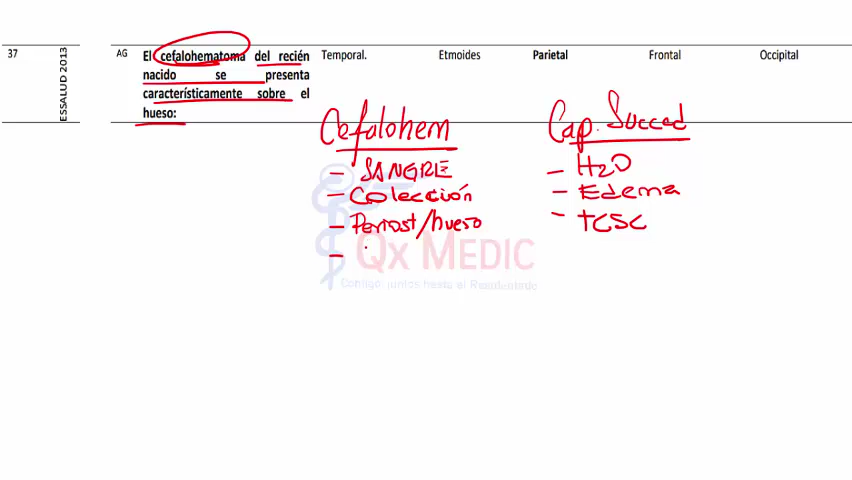 37
ESSALUD 2013
AG
El cefalohematoma del recién
nacido se presenta
característicamente sobre el
hueso:
Temporal.
Etmoides
Parietal
Frontal
Occipital
Cefalohem
- SANGRE
- Colección
- Periost/hueso
-
Cap. Succed
- H2O
- Edema
- TCSC
Qx MEDIC
Contigo, juntos hasta el Residentado